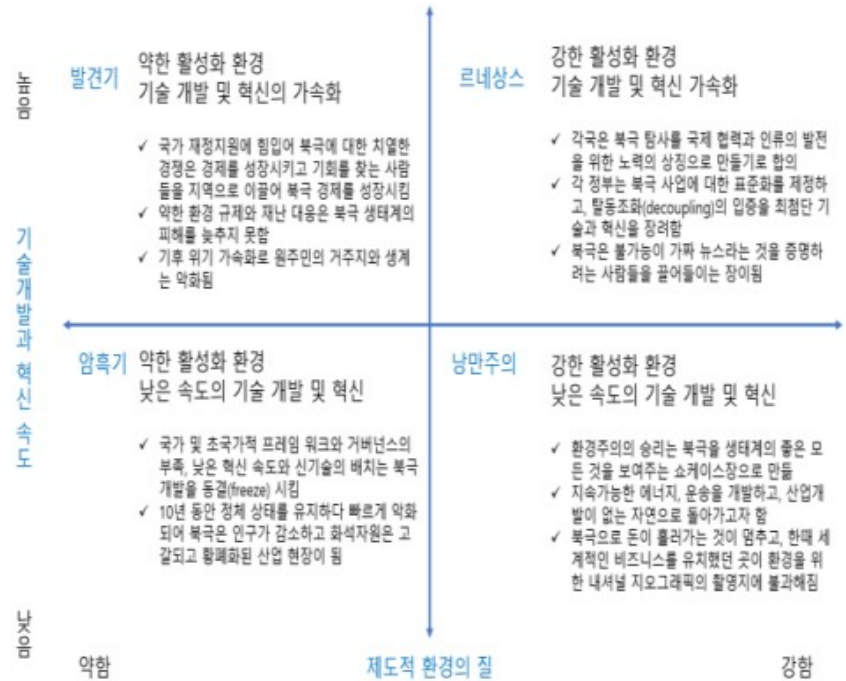 높음
발견기
약한 활성화 환경
기술 개발 및 혁신의 가속화
✓ 국가 재정지원에 힘입어 북극에 대한 치열한
경쟁은 경제를 성장시키고 기회를 찾는 사람
들을 지역으로 이끌어 북극 경제를 성장시킴
✓ 약한 환경 규제와 재난 대응은 북극 생태계의
피해를 늦추지 못함
✓ 기후 위기 가속화로 원주민의 거주지와 생계
는 악화됨
르네상스
강한 활성화 환경
기술 개발 및 혁신 가속화
✓ 각국은 북극 탐사를 국제 협력과 인류의 발전
을 위한 노력의 상징으로 만들기로 합의
✓ 각 정부는 북극 사업에 대한 표준화를 제정하
고, 탈동조화(decoupling)의 입증을 최첨단 기
술과 혁신을 장려함
✓ 북극은 불가능이 가짜 뉴스라는 것을 증명하
려는 사람들을 끌어들이는 장이됨
기술개발과 혁신 속도
암흑기
약한 활성화 환경
낮은 속도의 기술 개발 및 혁신
✓ 국가 및 초국가적 프레임 워크와 거버넌스의
부족, 낮은 혁신 속도와 신기술의 배치는 북극
개발을 동결(freeze) 시킴
✓ 10년 동안 정체 상태를 유지하다 빠르게 악화
되어 북극은 인구가 감소하고 화석자원은 고
갈되고 황폐화된 산업 현장이 됨
낭만주의
강한 활성화 환경
낮은 속도의 기술 개발 및 혁신
✓ 환경주의의 승리는 북극을 생태계의 좋은 모
든 것을 보여주는 쇼케이스장으로 만듦
✓ 지속가능한 에너지, 운송을 개발하고, 산업개
발이 없는 자연으로 돌아가고자 함
✓ 북극으로 돈이 흘러가는 것이 멈추고, 한때 세
계적인 비즈니스를 유치했던 곳이 환경을 위
한 내셔널 지오그래픽의 촬영지에 불과해짐
낮음
약함
제도적 환경의 질
강함